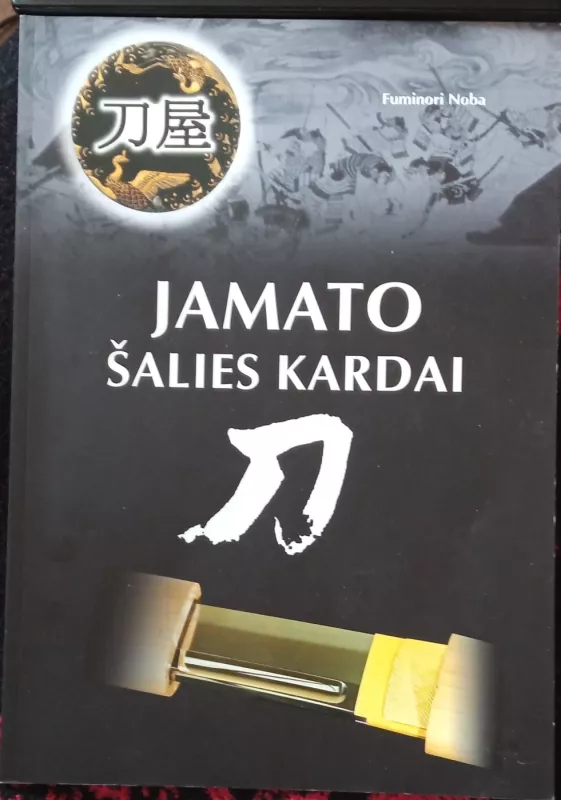 刀屋
Fuminori Noba
JAMATO
ŠALIES KARDAI
刀